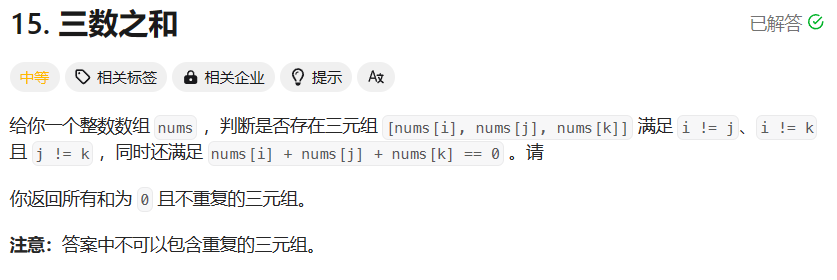 15. 三数之和
已解答
中等 相关标签 相关企业 提示
给你一个整数数组 nums ，判断是否存在三元组 [nums[i], nums[j], nums[k]] 满足 i != j、i != k
且 j != k ，同时还满足 nums[i] + nums[j] + nums[k] == 0 。请
你返回所有和为 0 且不重复的三元组。
注意：答案中不可以包含重复的三元组。